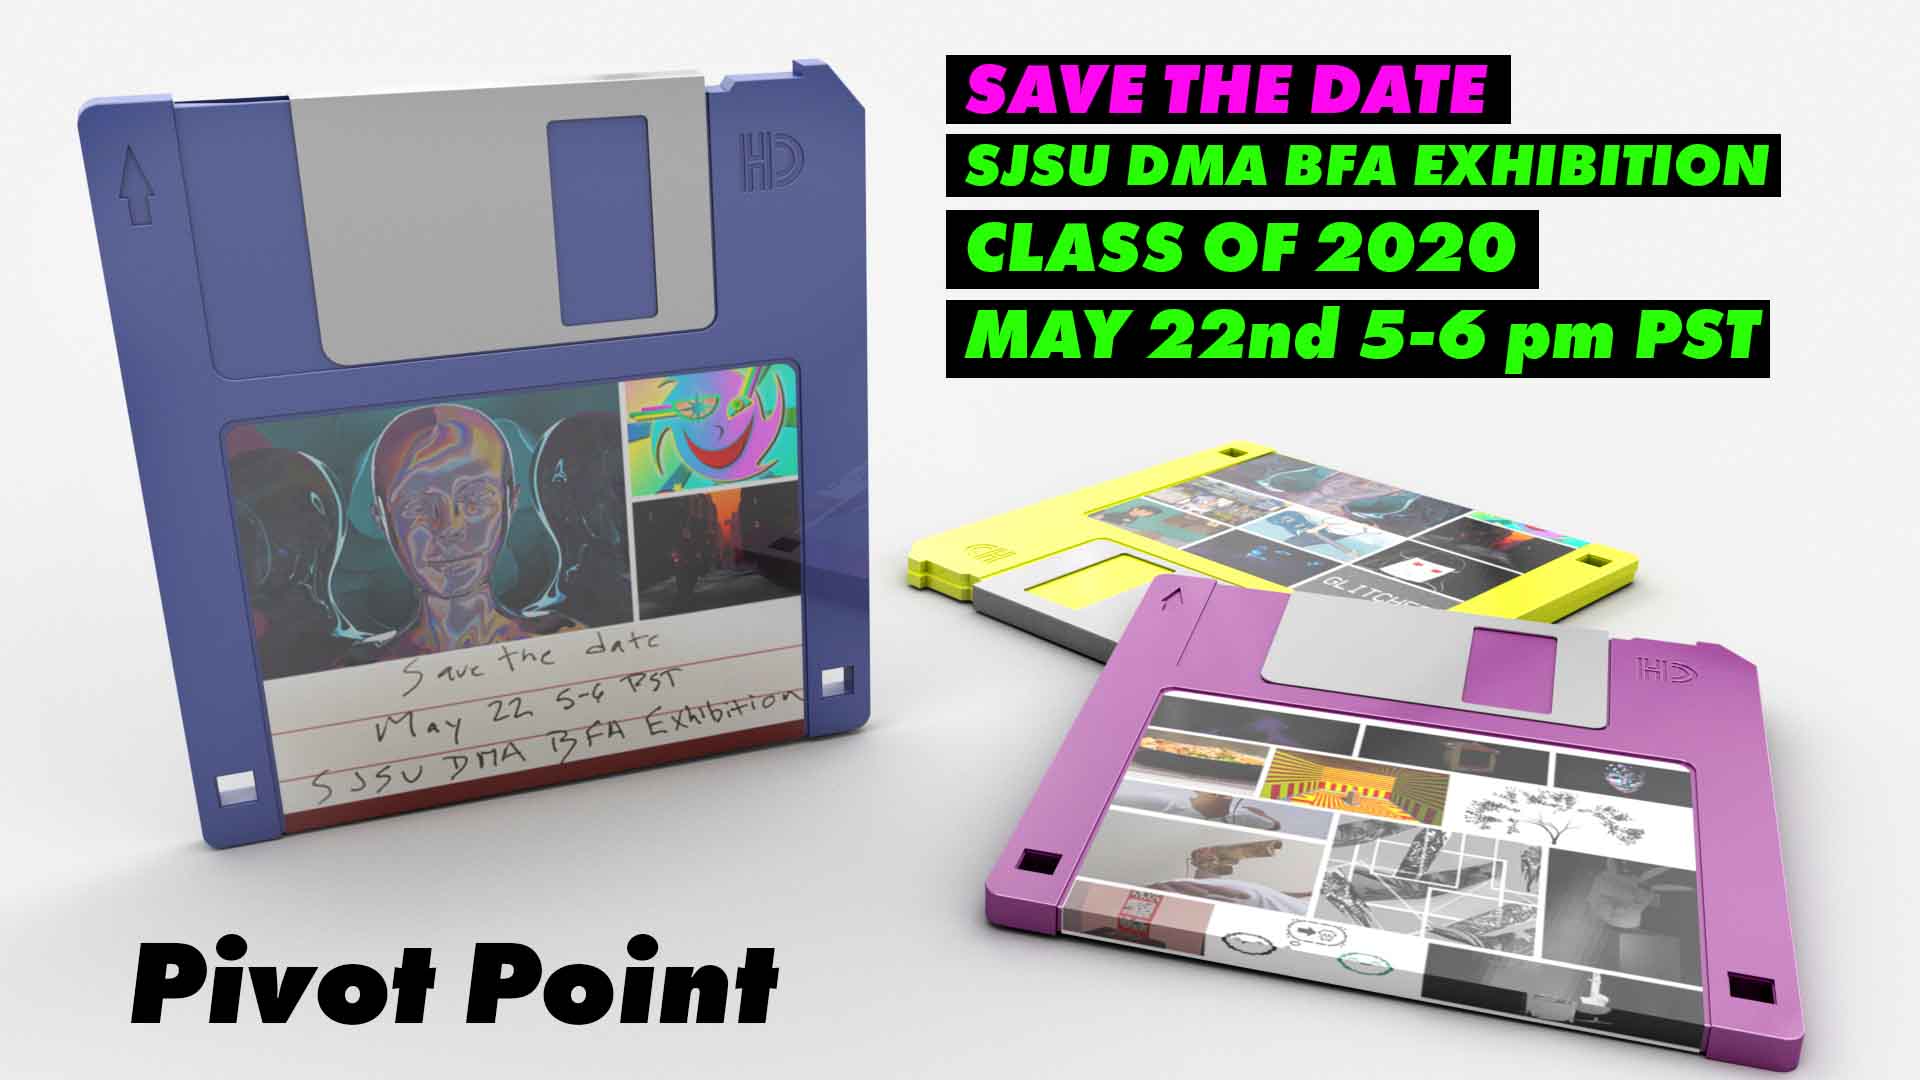 SAVE THE DATE
SJSU DMA BFA EXHIBITION
CLASS OF 2020
MAY 22nd 5-6 pm PST
HD
Save the date
May 22 5-6 PST
SJSU DMA BFA Exhibition
HD
HD
Pivot Point